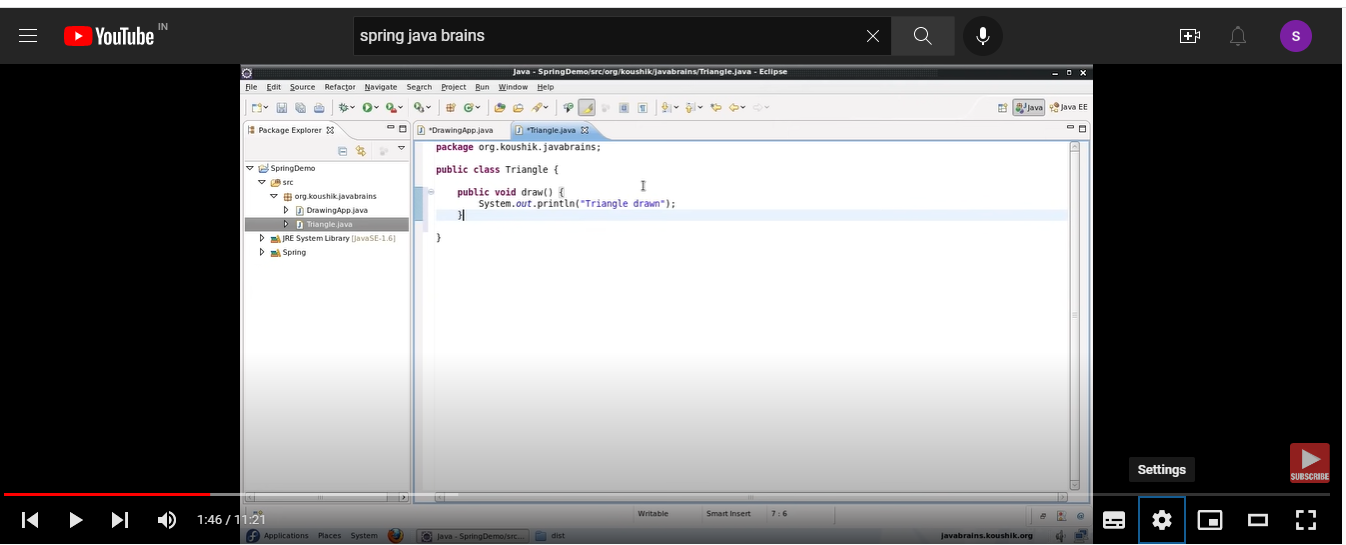 YouTube IN
spring java brains
S
Java - SpringDemo/src/org/koushik/javabrains/Triangle.java - Eclipse
File Edit Source Refactor Navigate Search Project Run Window Help
Java Java EE
Package Explorer
*DrawingApp.java *Triangle.java
SpringDemo
src
org.koushik.javabrains
DrawingApp.java
Triangle.java
JRE System Library [JavaSE-1.6]
Spring
package org.koushik.javabrains;
public class Triangle {
public void draw() {
System.out.println("Triangle drawn");
}
}
Settings
SUBSCRIBE
Writable Smart Insert 7 : 6
1:46 / 11:21
Applications Places System Java - SpringDemo/src... dist javabrains.koushik.org